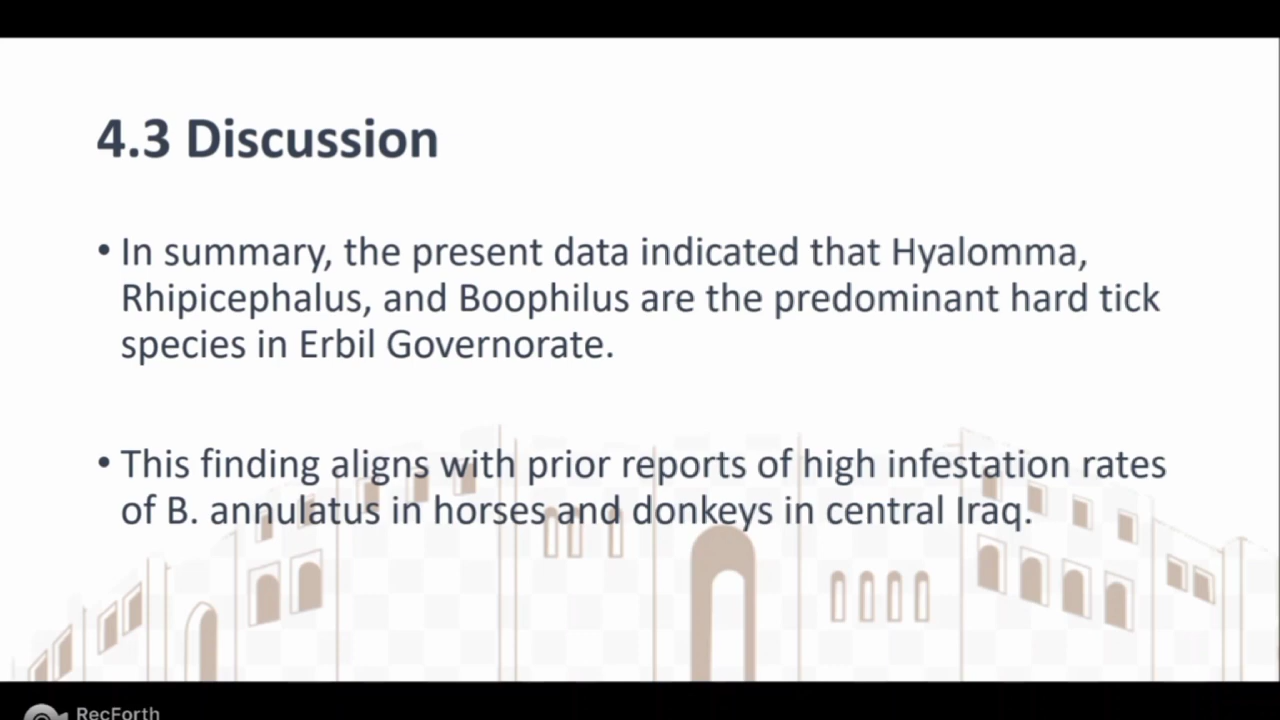 4.3 Discussion
• In summary, the present data indicated that Hyalomma,
Rhipicephalus, and Boophilus are the predominant hard tick
species in Erbil Governorate.
• This finding aligns with prior reports of high infestation rates
of B. annulatus in horses and donkeys in central Iraq.
RecForth